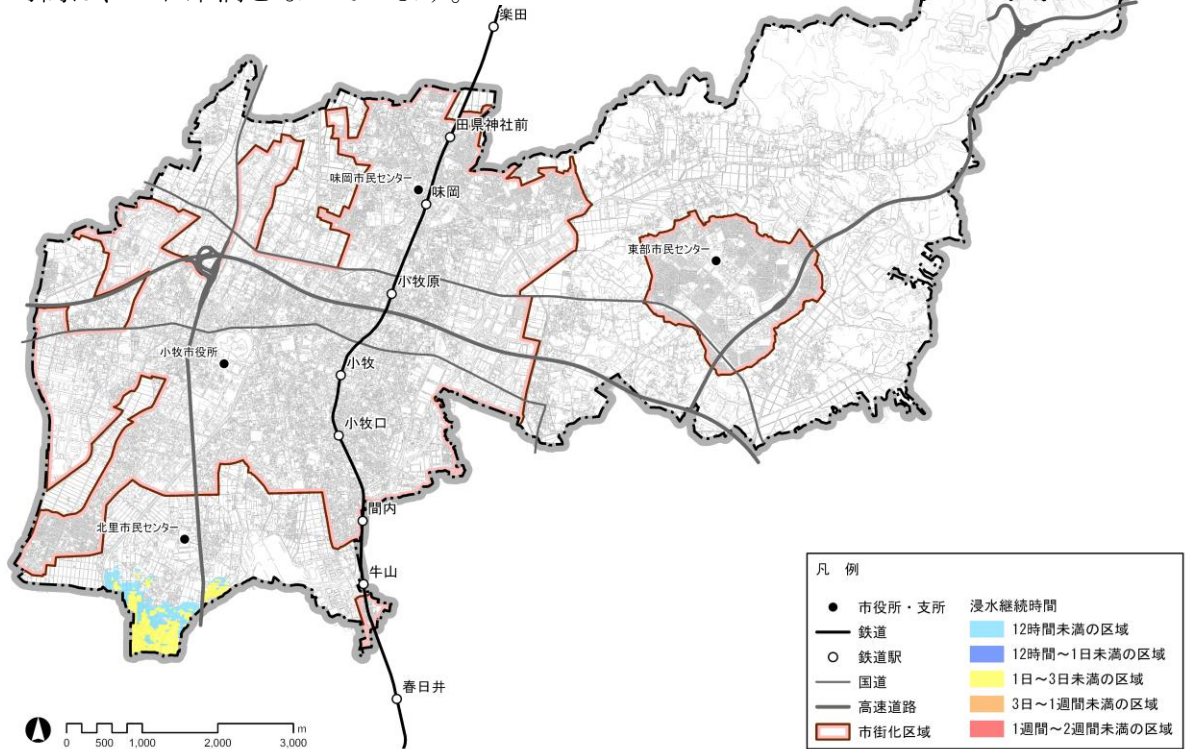 楽田
田県神社前
味岡市民センター
味岡
東部市民センター
小牧原
小牧市役所
小牧
小牧口
間内
北里市民センター
牛山
春日井
0 500 1,000 2,000 3,000 m
凡 例
市役所・支所
鉄道
鉄道駅
国道
高速道路
市街化区域
浸水継続時間
12時間未満の区域
12時間～1日未満の区域
1日～3日未満の区域
3日～1週間未満の区域
1週間～2週間未満の区域